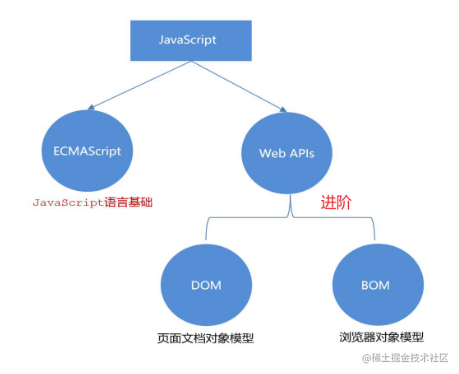 JavaScript
ECMAScript
Web APIs
JavaScript语言基础
进阶
DOM
BOM
页面文档对象模型
浏览器对象模型
@稀土掘金技术社区